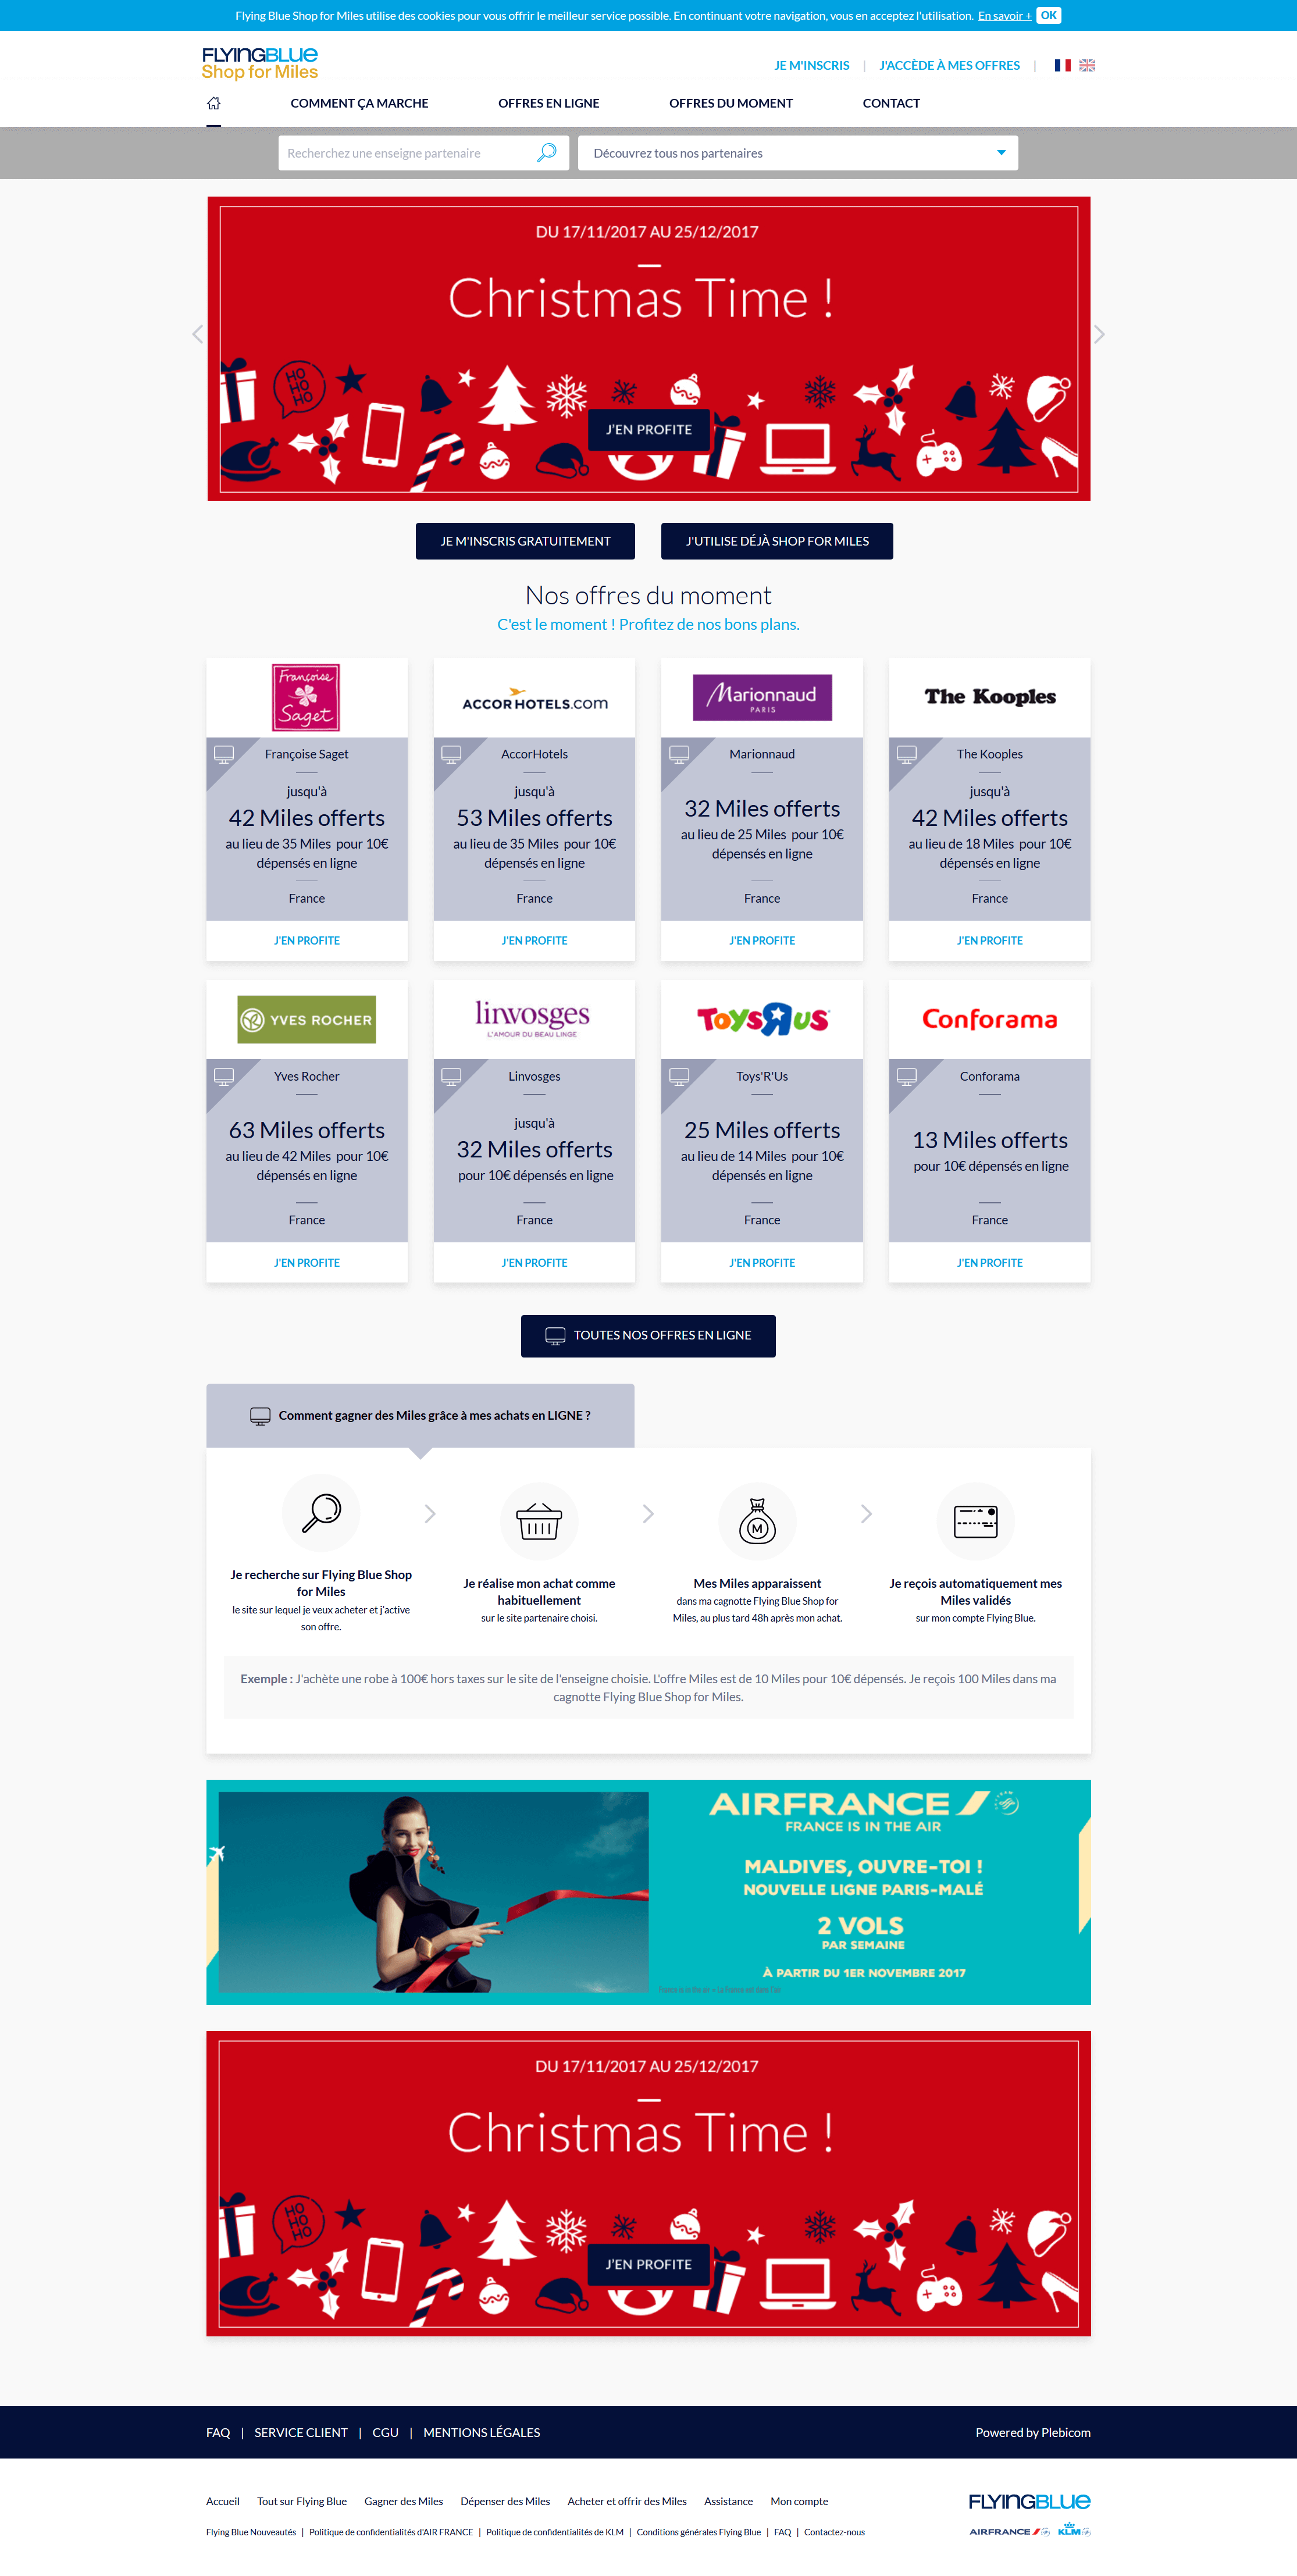 Flying Blue Shop for Miles utilise des cookies pour vous offrir le meilleur service possible. En continuant votre navigation, vous en acceptez l'utilisation. En savoir + OK
FLYINGBLUE
Shop for Miles
JE M'INSCRIS | J'ACCÈDE À MES OFFRES |
COMMENT ÇA MARCHE OFFRES EN LIGNE OFFRES DU MOMENT CONTACT
Recherchez une enseigne partenaire Découvrez tous nos partenaires
DU 17/11/2017 AU 25/12/2017
Christmas Time !
HO HO HO
J'EN PROFITE
JE M'INSCRIS GRATUITEMENT J'UTILISE DÉJÀ SHOP FOR MILES
Nos offres du moment
C'est le moment ! Profitez de nos bons plans.
Françoise Saget
Françoise Saget
jusqu'à
42 Miles offerts
au lieu de 35 Miles pour 10€
dépensés en ligne
France
J'EN PROFITE
ACCORHOTELS.com
AccorHotels
jusqu'à
53 Miles offerts
au lieu de 35 Miles pour 10€
dépensés en ligne
France
J'EN PROFITE
Marionnaud
PARIS
Marionnaud
32 Miles offerts
au lieu de 25 Miles pour 10€
dépensés en ligne
France
J'EN PROFITE
The Kooples
The Kooples
jusqu'à
42 Miles offerts
au lieu de 18 Miles pour 10€
dépensés en ligne
France
J'EN PROFITE
YVES ROCHER
Yves Rocher
63 Miles offerts
au lieu de 42 Miles pour 10€
dépensés en ligne
France
J'EN PROFITE
linvosges
L'AMOUR DU BEAU LINGE
Linvosges
jusqu'à
32 Miles offerts
pour 10€ dépensés en ligne
France
J'EN PROFITE
ToysRus
Toys'R'Us
25 Miles offerts
au lieu de 14 Miles pour 10€
dépensés en ligne
France
J'EN PROFITE
Conforama
Conforama
13 Miles offerts
pour 10€ dépensés en ligne
France
J'EN PROFITE
TOUTES NOS OFFRES EN LIGNE
Comment gagner des Miles grâce à mes achats en LIGNE ?
Je recherche sur Flying Blue Shop
for Miles
le site sur lequel je veux acheter et j'active
son offre.
Je réalise mon achat comme
habituellement
sur le site partenaire choisi.
M
Mes Miles apparaissent
dans ma cagnotte Flying Blue Shop for
Miles, au plus tard 48h après mon achat.
Je reçois automatiquement mes
Miles validés
sur mon compte Flying Blue.
Exemple : J'achète une robe à 100€ hors taxes sur le site de l'enseigne choisie. L'offre Miles est de 10 Miles pour 10€ dépensés. Je reçois 100 Miles dans ma
cagnotte Flying Blue Shop for Miles.
AIRFRANCE
FRANCE IS IN THE AIR
MALDIVES, OUVRE-TOI !
NOUVELLE LIGNE PARIS-MALÉ
2 VOLS
PAR SEMAINE
À PARTIR DU 1ER NOVEMBRE 2017
DU 17/11/2017 AU 25/12/2017
Christmas Time !
HO HO HO
J'EN PROFITE
FAQ | SERVICE CLIENT | CGU | MENTIONS LÉGALES Powered by Plebicom
Accueil Tout sur Flying Blue Gagner des Miles Dépenser des Miles Acheter et offrir des Miles Assistance Mon compte
FLYINGBLUE
Flying Blue Nouveautés | Politique de confidentialités d'AIR FRANCE | Politique de confidentialités de KLM | Conditions générales Flying Blue | FAQ | Contactez-nous
AIRFRANCE KLM